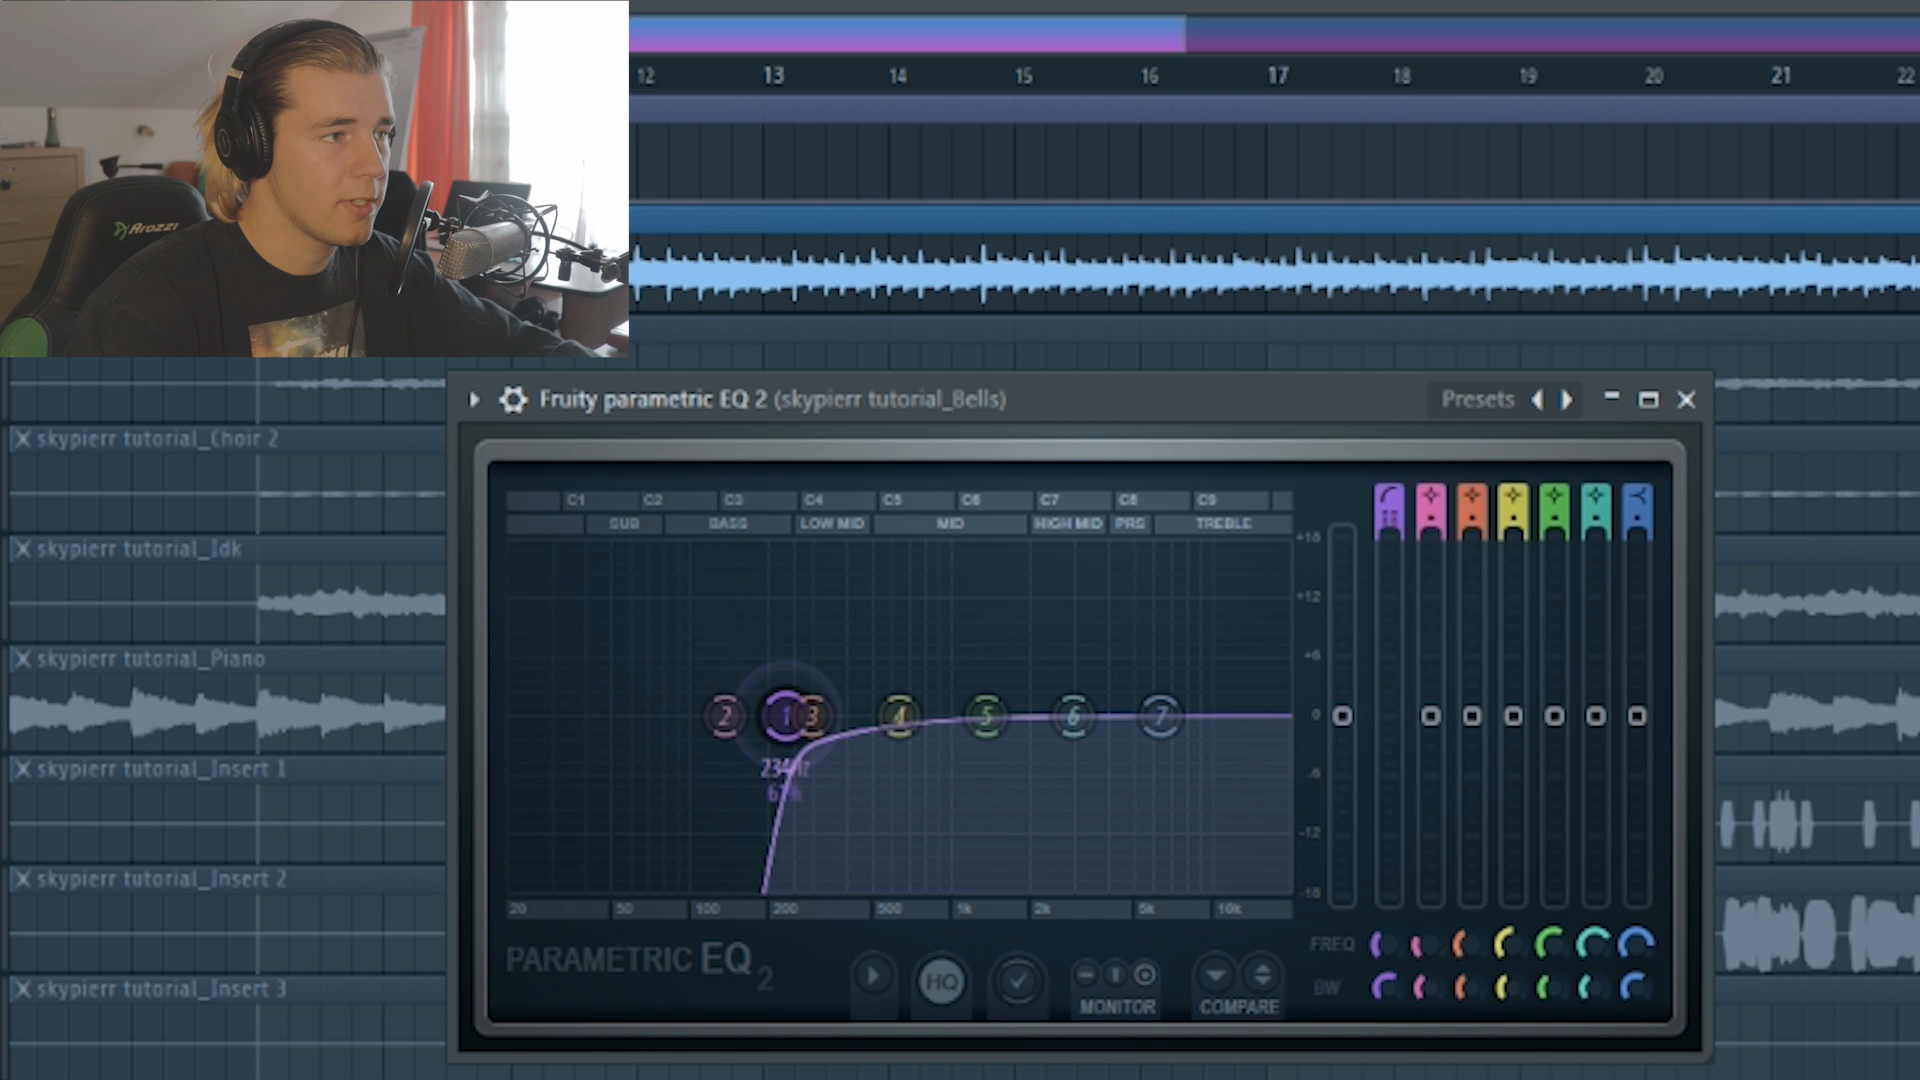 Arozzi
12 13 14 15 16 17 18 19 20 21 22
Fruity parametric EQ 2 (skypierr tutorial_Bells)
Presets
skypierr tutorial_Choir 2
skypierr tutorial_Idk
skypierr tutorial_Piano
skypierr tutorial_Insert 1
skypierr tutorial_Insert 2
skypierr tutorial_Insert 3
C1 C2 C3 C4 C5 C6 C7 C8 C9
SUB BASS LOW MID MID HIGH MID PRS TREBLE
+18
+12
+6
0
-6
-12
-18
2 1 3 4 5 6 7
234Hz
20 50 100 200 500 1k 2k 5k 10k
PARAMETRIC EQ 2
HQ
MONITOR
COMPARE
FREQ
BW